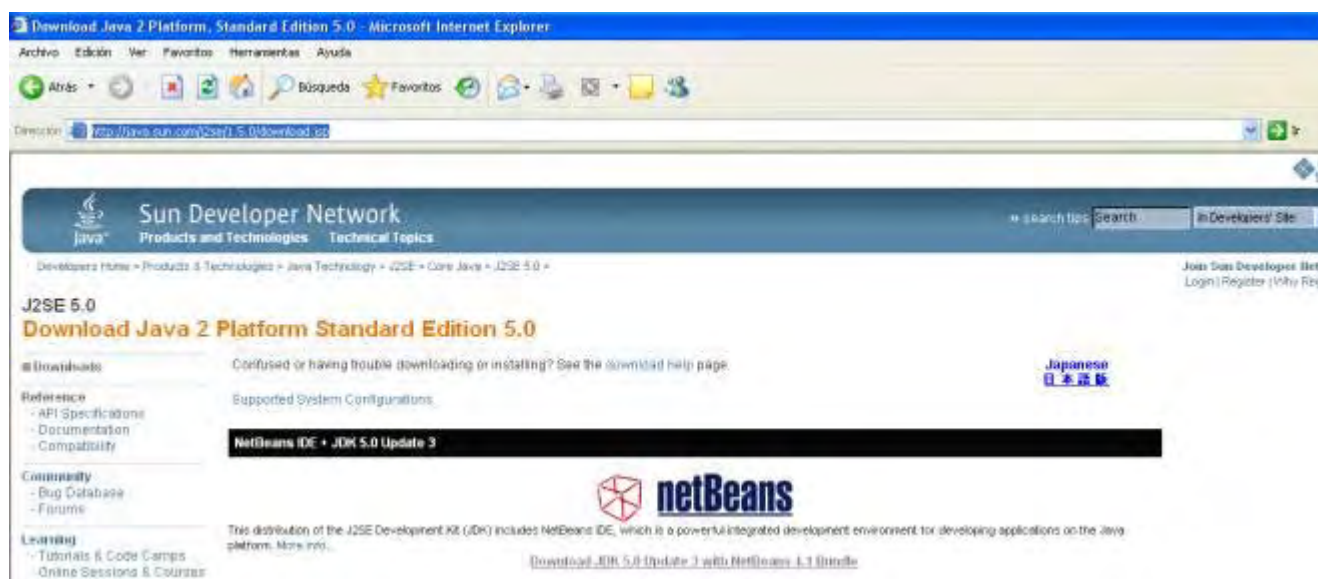 Download Java 2 Platform, Standard Edition 5.0 - Microsoft Internet Explorer
Archivo Edición Ver Favoritos Herramientas Ayuda
Atrás Búsqueda Favoritos
Dirección http://java.sun.com/j2se/1.5.0/download.jsp Ir
Java Sun Developer Network
» search tips Search in Developers' Site
Products and Technologies Technical Topics
Developers Home > Products & Technologies > Java Technology > J2SE > Core Java > J2SE 5.0 >
Join Sun Developer
Login | Register | Why
J2SE 5.0
Download Java 2 Platform Standard Edition 5.0
Downloads
Confused or having trouble downloading or installing? See the download help page.
Japanese
日本語版
Reference
- API Specifications
- Documentation
- Compatibility
Supported System Configurations
NetBeans IDE + JDK 5.0 Update 3
Community
- Bug Database
- Forums
netBeans
Learning
- Tutorials & Code Camps
- Online Sessions & Courses
This distribution of the J2SE Development Kit (JDK) includes NetBeans IDE, which is a powerful integrated development environment for developing applications on the Java
platform. More info...
Download JDK 5.0 Update 3 with NetBeans 4.1 Bundle